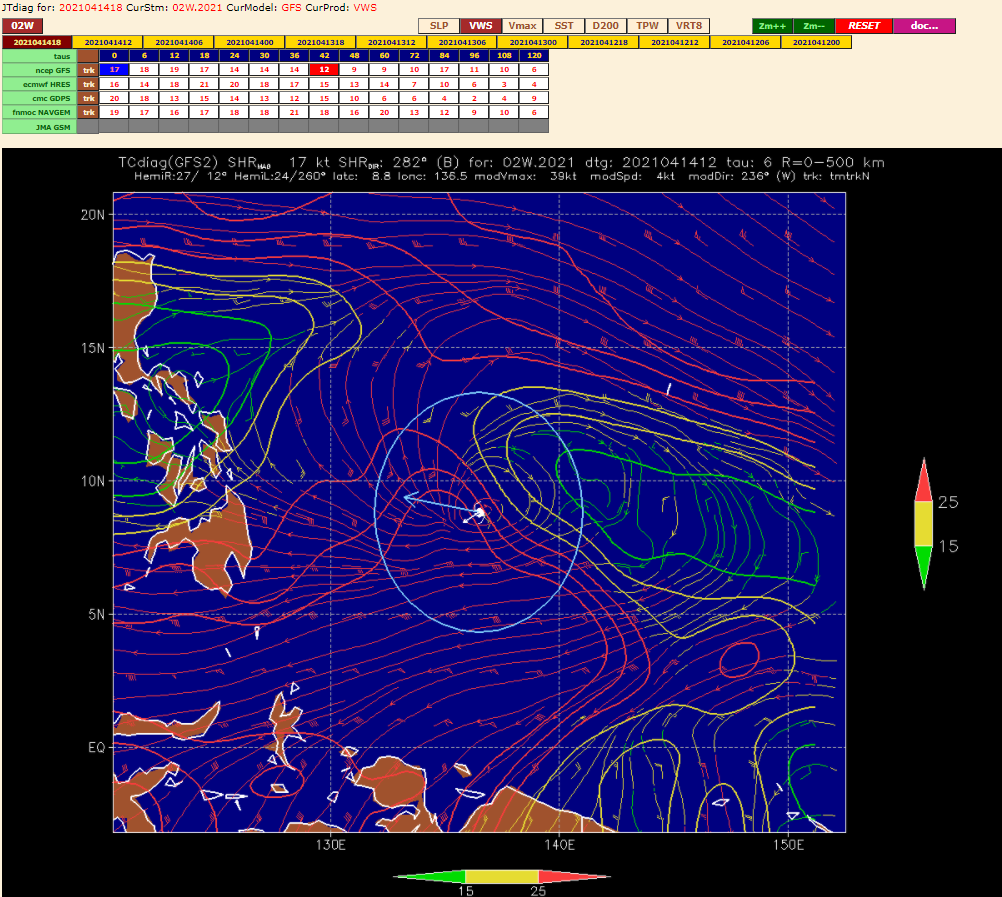 JTdiag for: 2021041418 CurStm: 02W.2021 CurModel: GFS CurProd: VWS
02W SLP VWS Vmax SST D200 TPW VRT8 Zm++ Zm-- RESET doc...
2021041418 2021041412 2021041406 2021041400 2021041318 2021041312 2021041306 2021041300 2021041218 2021041212 2021041206 2021041200
taus 0 6 12 18 24 30 36 42 48 60 72 84 96 108 120
ncep GFS trk 17 18 19 17 14 14 14 12 9 9 10 17 11 10 6
ecmwf HRES trk 16 14 18 21 20 18 17 15 13 14 7 10 6 3 4
cmc GDPS trk 20 18 13 15 14 13 12 15 10 6 6 4 2 4 9
fnmoc NAVGEM trk 19 17 16 17 18 18 21 18 16 20 13 12 9 10 6
JMA GSM
TCdiag(GFS2) SHRMAG 17 kt SHRDIR: 282° (B) for: 02W.2021 dtg: 2021041412 tau: 6 R=0-500 km
HemiR:27/ 12° HemiL:24/260° latc: 8.8 lonc: 136.5 modVmax: 39kt modSpd: 4kt modDir: 236° (W) trk: tmtrkN
20N
15N
10N
5N
EQ
130E 140E 150E
25
15
15 25